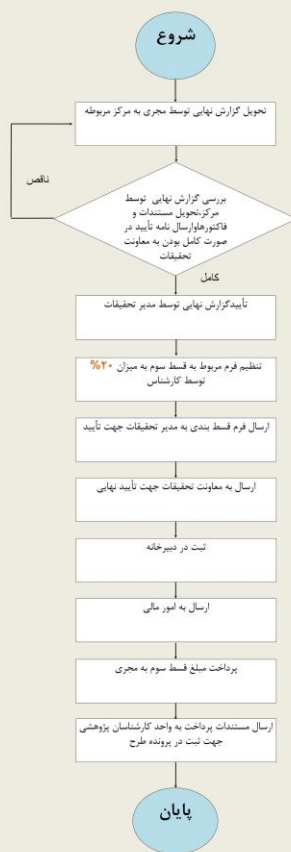 شروع
تحویل گزارش نهایی توسط مجری به مرکز مربوطه
ناقص
بررسی گزارش نهایی توسط
مرکز،تحویل مستندات و
فاکتورهاوارسال نامه تأیید در
صورت کامل بودن به معاونت
تحقیقات
کامل
تأییدگزارش نهایی توسط مدیر تحقیقات
تنظیم فرم مربوط به قسط سوم به میزان ۲۰%
توسط کارشناس
ارسال فرم قسط بندی به مدیر تحقیقات جهت تأیید
ارسال به معاونت تحقیقات جهت تأیید نهایی
ثبت در دبیرخانه
ارسال به امور مالی
پرداخت مبلغ قسط سوم به مجری
ارسال مستندات پرداخت به واحد کارشناسان پژوهشی
جهت ثبت در پرونده طرح
پایان